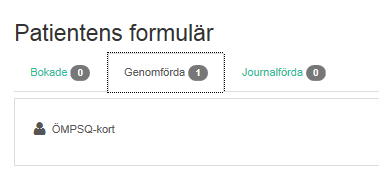 Patientens formulär
Bokade 0 Genomförda 1 Journalförda 0
ÖMPSQ-kort